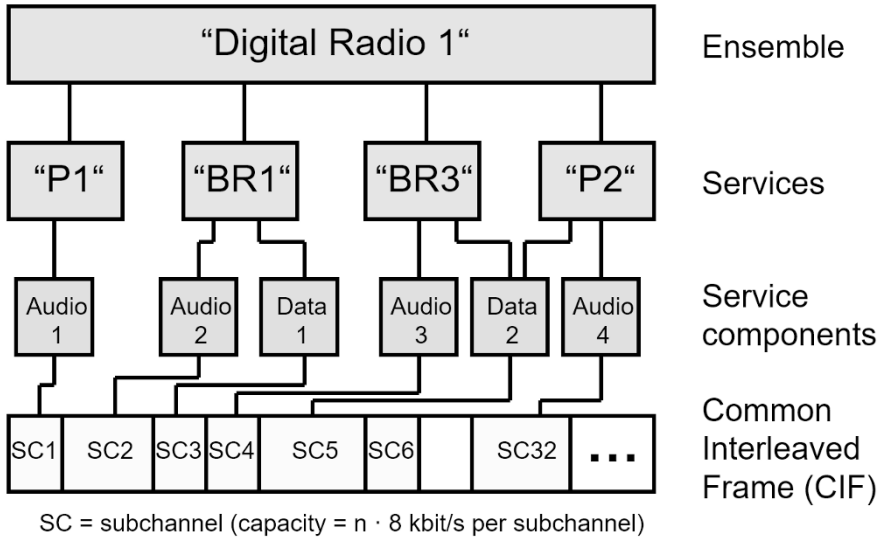 “Digital Radio 1“
Ensemble
“P1“
“BR1“
“BR3“
“P2“
Services
Audio
1
Audio
2
Data
1
Audio
3
Data
2
Audio
4
Service
components
SC1
SC2
SC3
SC4
SC5
SC6
SC32
...
Common
Interleaved
Frame (CIF)
SC = subchannel (capacity = n · 8 kbit/s per subchannel)